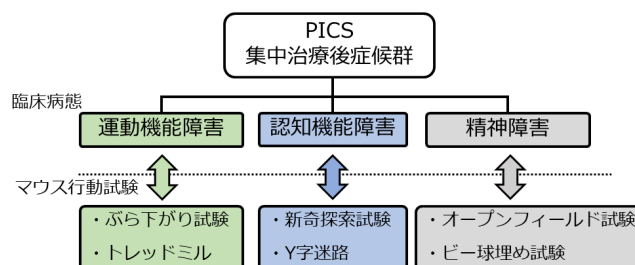 PICS
集中治療後症候群
臨床病態
運動機能障害
認知機能障害
精神障害
マウス行動試験
・ぶら下がり試験
・トレッドミル
・新奇探索試験
・Y字迷路
・オープンフィールド試験
・ビー球埋め試験